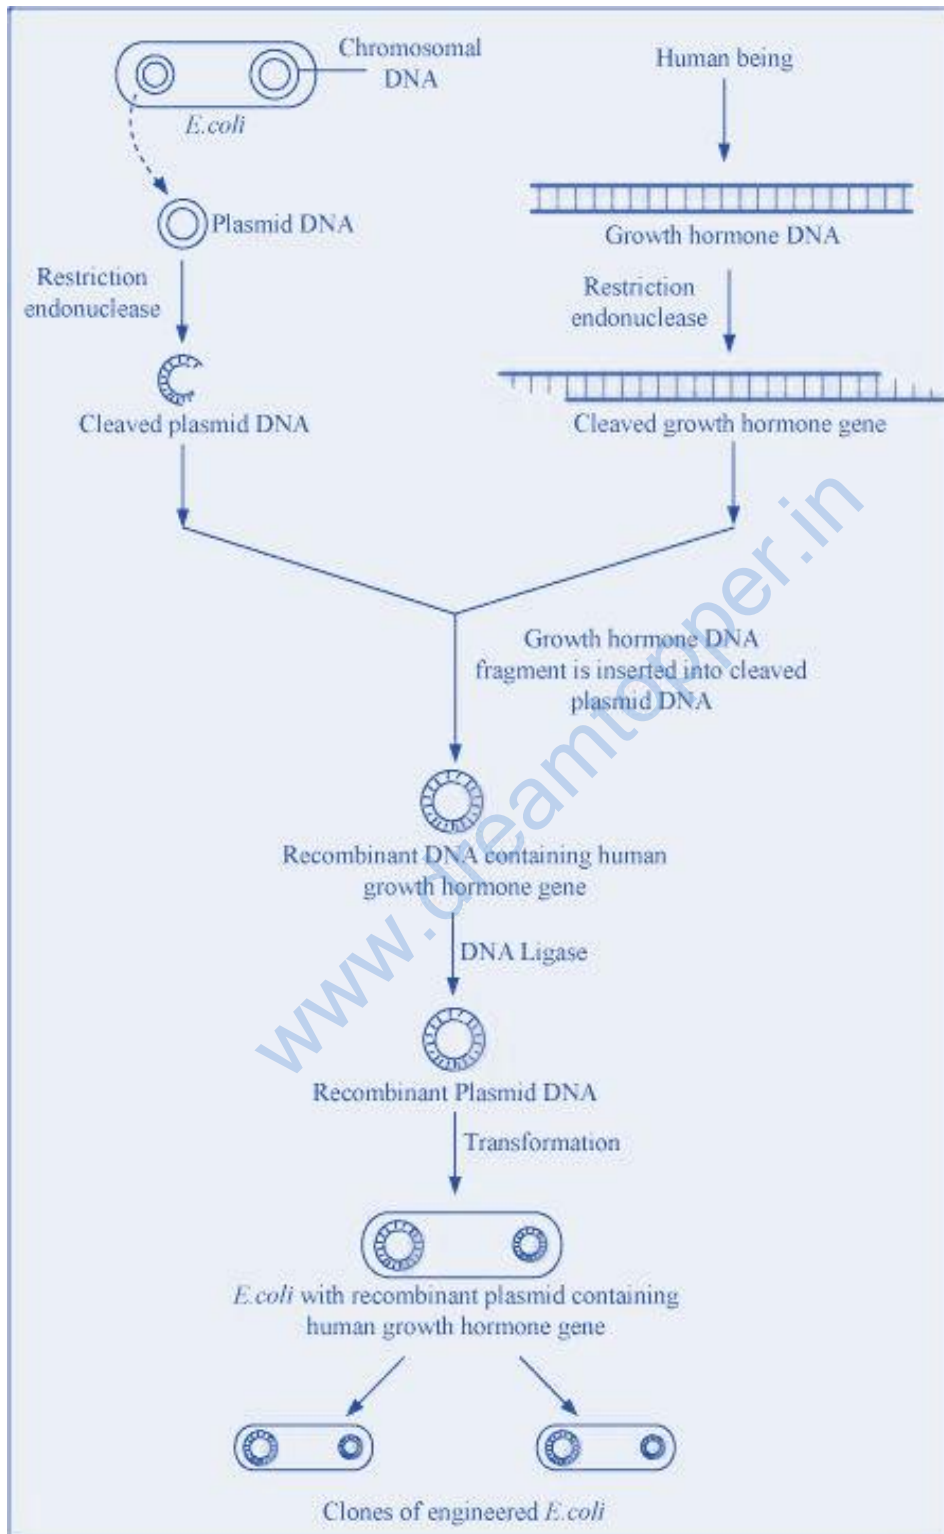 Chromosomal
DNA
E.coli
Human being
Plasmid DNA
Growth hormone DNA
Restriction
endonuclease
Restriction
endonuclease
Cleaved plasmid DNA
Cleaved growth hormone gene
Growth hormone DNA
fragment is inserted into cleaved
plasmid DNA
Recombinant DNA containing human
growth hormone gene
DNA Ligase
Recombinant Plasmid DNA
Transformation
E.coli with recombinant plasmid containing
human growth hormone gene
Clones of engineered E.coli
www.dreamtopper.in